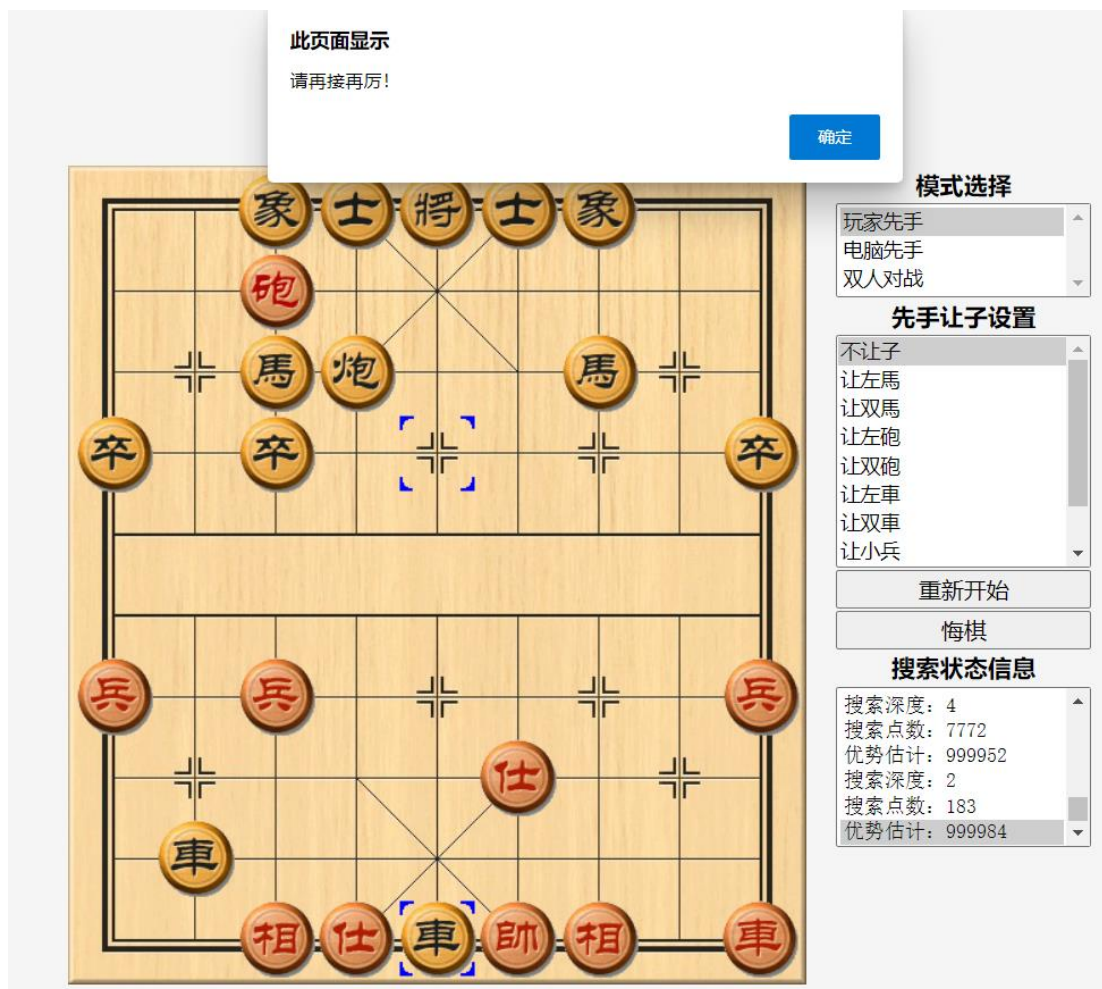 此页面显示
请再接再厉！
确定
象 士 將 士 象
砲
馬 炮 馬
卒 卒 卒
兵 兵 兵
仕
車
相 仕 車 帥 相 車
模式选择
玩家先手
电脑先手
双人对战
先手让子设置
不让子
让左馬
让双馬
让左砲
让双砲
让左車
让双車
让小兵
重新开始
悔棋
搜索状态信息
搜索深度：4
搜索点数：7772
优势估计：999952
搜索深度：2
搜索点数：183
优势估计：999984